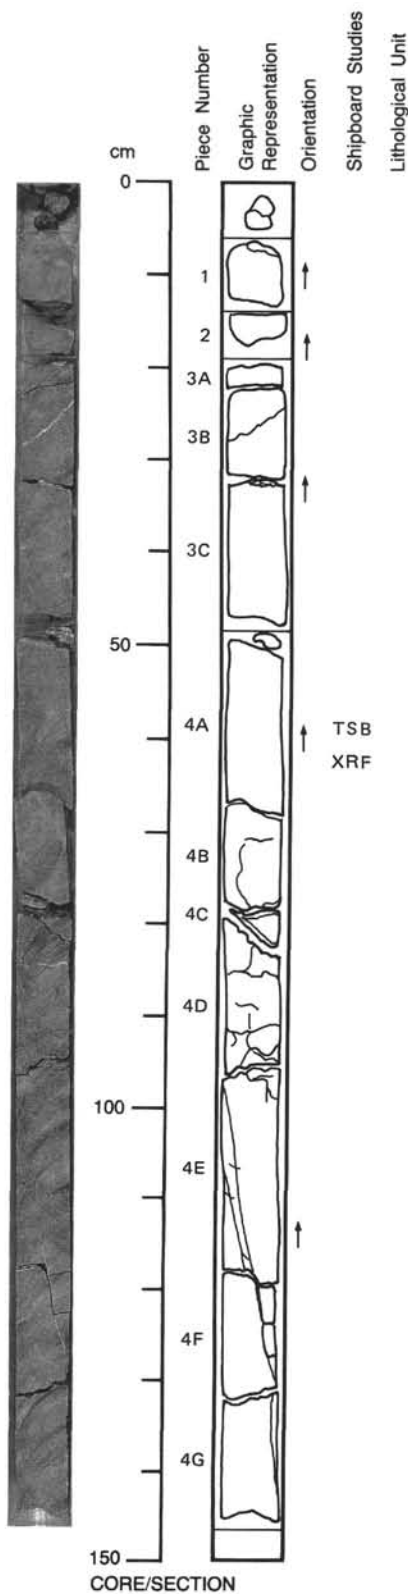 Piece Number
Graphic
Representation
Orientation
Shipboard Studies
Lithological Unit
cm
0
1
2
3A
3B
3C
50
4A
TSB
XRF
4B
4C
4D
100
4E
4F
4G
150
CORE/SECTION